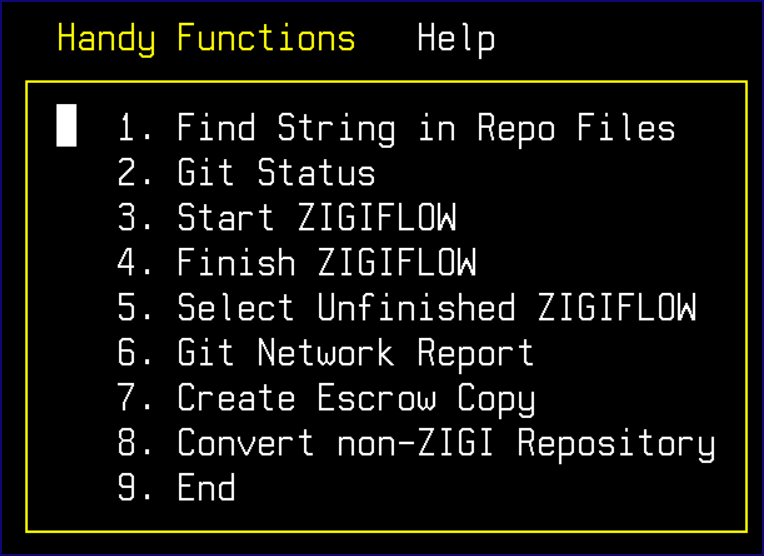 Handy Functions Help
1. Find String in Repo Files
2. Git Status
3. Start ZIGIFLOW
4. Finish ZIGIFLOW
5. Select Unfinished ZIGIFLOW
6. Git Network Report
7. Create Escrow Copy
8. Convert non-ZIGI Repository
9. End